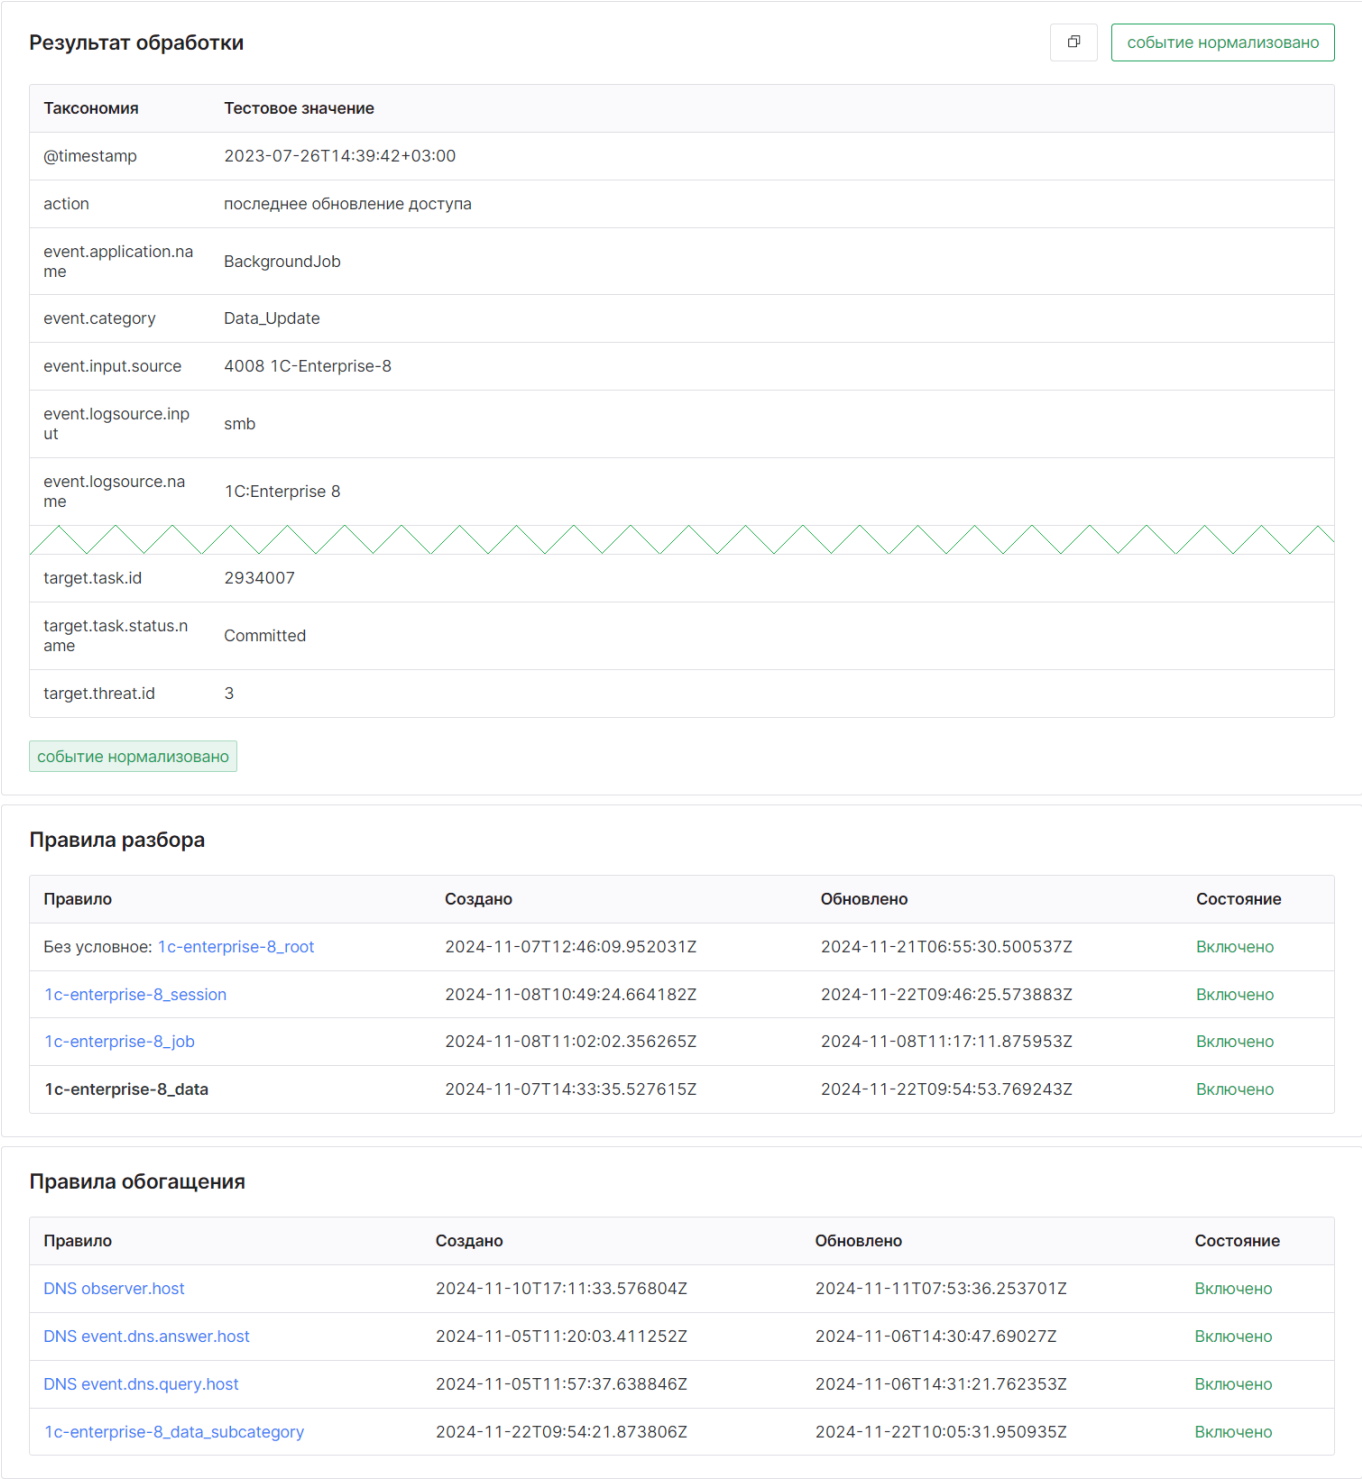 Результат обработки
событие нормализовано
Таксономия Тестовое значение
@timestamp 2023-07-26T14:39:42+03:00
action последнее обновление доступа
event.application.na
me
BackgroundJob
event.category Data_Update
event.input.source 4008 1C-Enterprise-8
event.logsource.inp
ut
smb
event.logsource.na
me
1C:Enterprise 8
target.task.id 2934007
target.task.status.n
ame
Committed
target.threat.id 3
событие нормализовано
Правила разбора
Правило Создано Обновлено Состояние
Без условное: 1c-enterprise-8_root 2024-11-07T12:46:09.952031Z 2024-11-21T06:55:30.500537Z Включено
1c-enterprise-8_session 2024-11-08T10:49:24.664182Z 2024-11-22T09:46:25.573883Z Включено
1c-enterprise-8_job 2024-11-08T11:02:02.356265Z 2024-11-08T11:17:11.875953Z Включено
1c-enterprise-8_data 2024-11-07T14:33:35.527615Z 2024-11-22T09:54:53.769243Z Включено
Правила обогащения
Правило Создано Обновлено Состояние
DNS observer.host 2024-11-10T17:11:33.576804Z 2024-11-11T07:53:36.253701Z Включено
DNS event.dns.answer.host 2024-11-05T11:20:03.411252Z 2024-11-06T14:30:47.69027Z Включено
DNS event.dns.query.host 2024-11-05T11:57:37.638846Z 2024-11-06T14:31:21.762353Z Включено
1c-enterprise-8_data_subcategory 2024-11-22T09:54:21.873806Z 2024-11-22T10:05:31.950935Z Включено